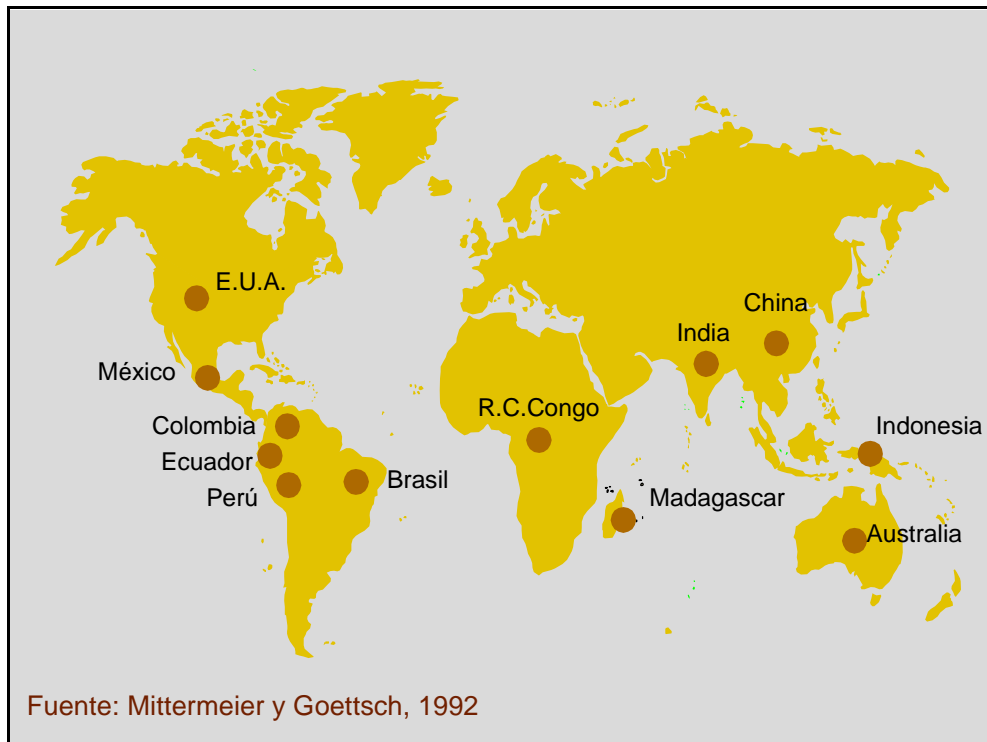 E.U.A.
China
India
México
R.C.Congo
Colombia
Indonesia
Ecuador
Brasil
Perú
Madagascar
Australia
Fuente: Mittermeier y Goettsch, 1992